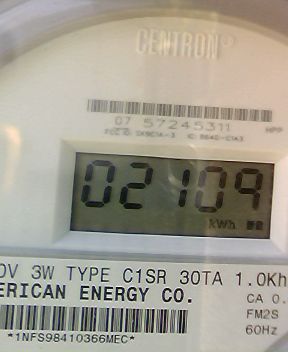 CENTRON
07 57245311 HPP
02109
kWh
0V 3W TYPE C1SR 30TA 1.0Kh
ERICAN ENERGY CO. CA 0.
FM2S
60Hz
*1NFS98410366MEC*